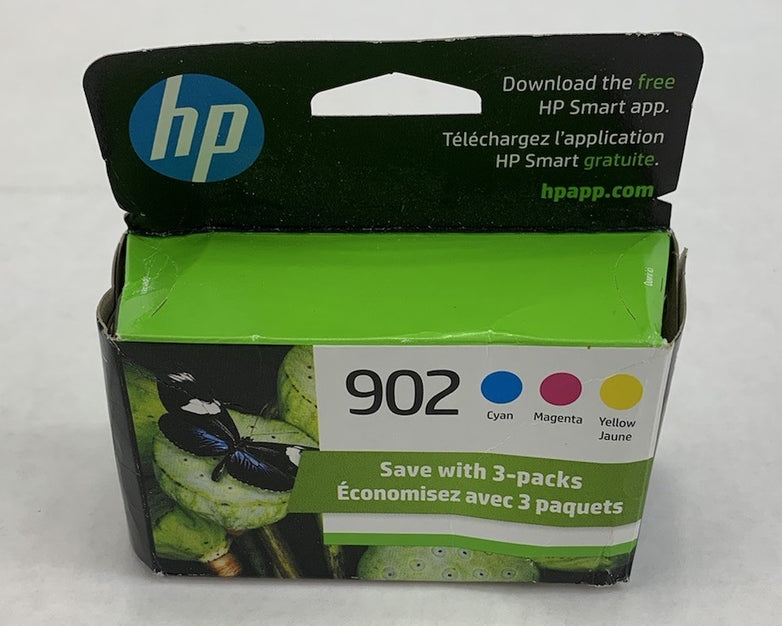 hp
Download the free
HP Smart app.
Téléchargez l'application
HP Smart gratuite.
hpapp.com
902
Cyan
Magenta
Yellow
Jaune
Save with 3-packs
Économisez avec 3 paquets